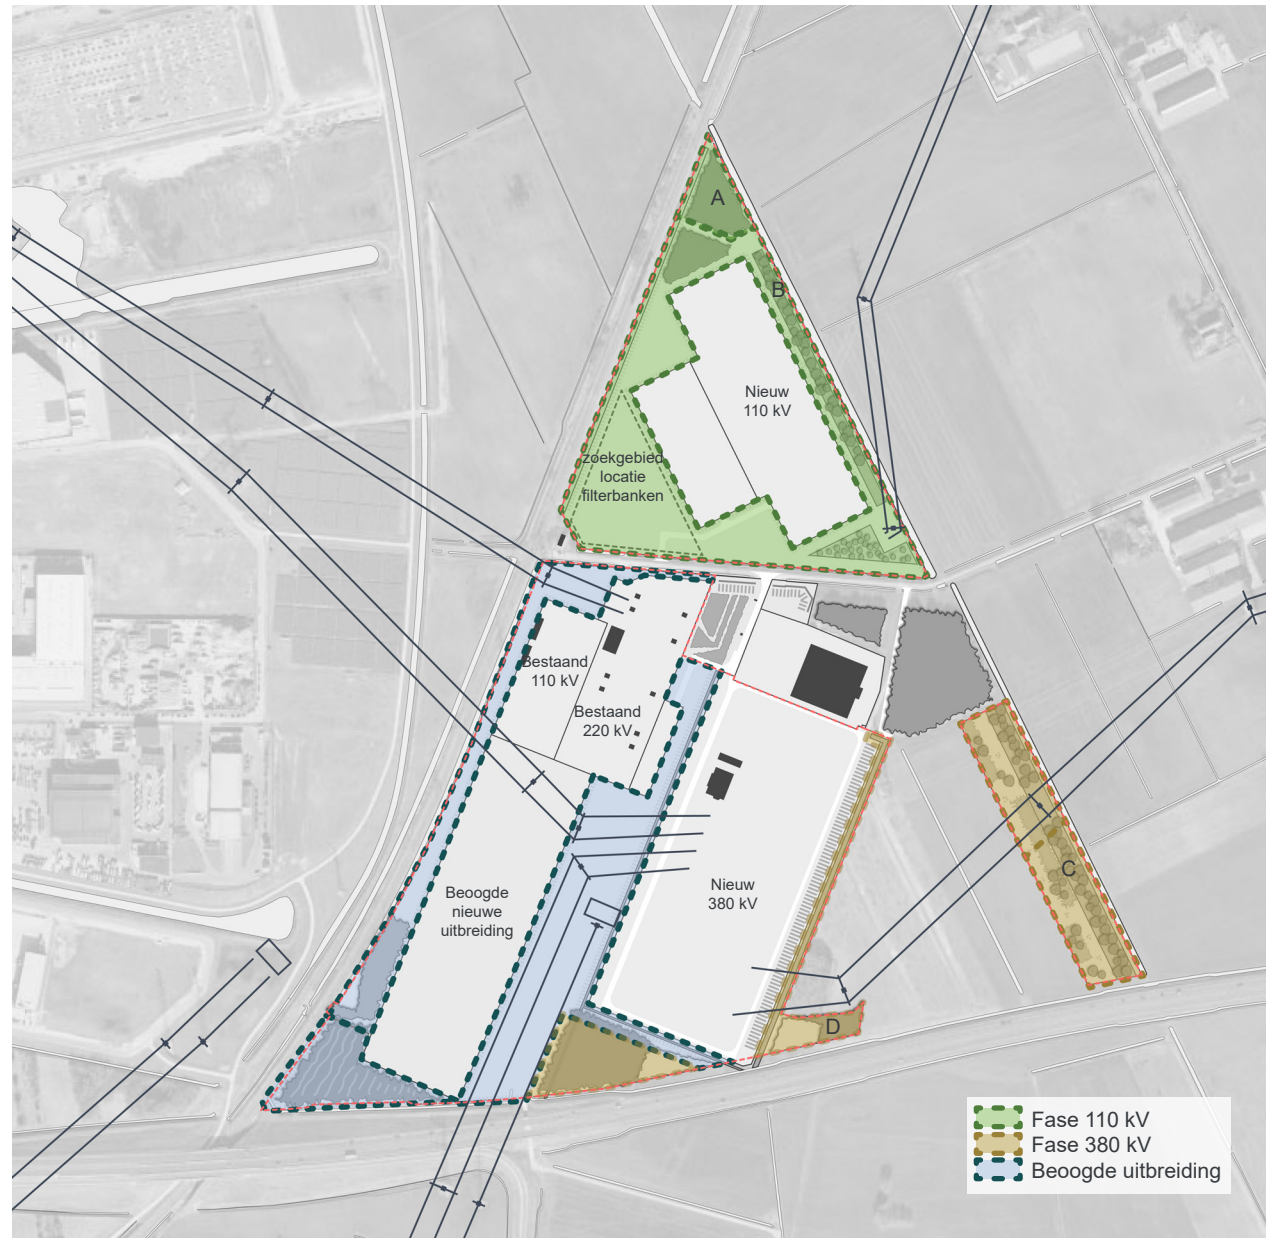 A
B
Nieuw
110 kV
zoekgebied
locatie
filterbanken
Bestaand
110 kV
Bestaand
220 kV
Nieuw
380 kV
Beoogde
nieuwe
uitbreiding
C
D
Fase 110 kV
Fase 380 kV
Beoogde uitbreiding